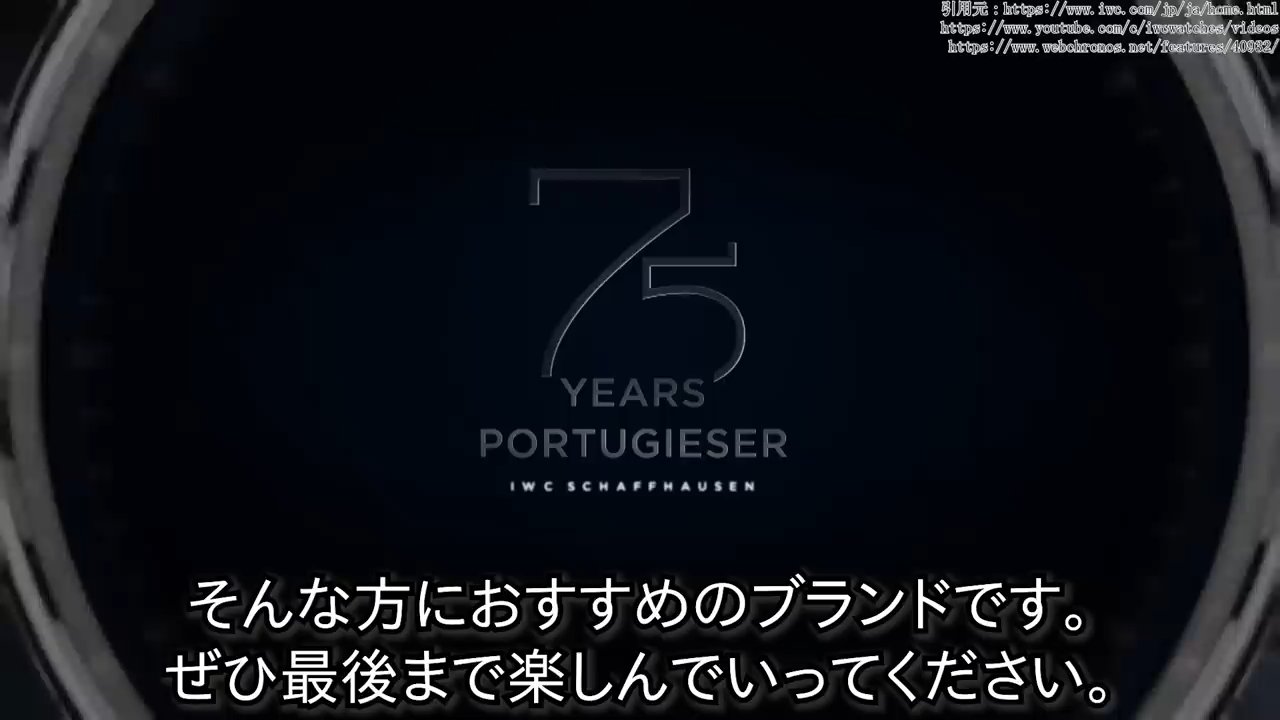 引用元：https://www.iwc.com/jp/ja/home.html
https://www.youtube.com/c/iwcwatches/videos
https://www.webchronos.net/features/40982/
75
YEARS
PORTUGIESER
IWC SCHAFFHAUSEN
そんな方におすすめのブランドです。
ぜひ最後まで楽しんでいってください。